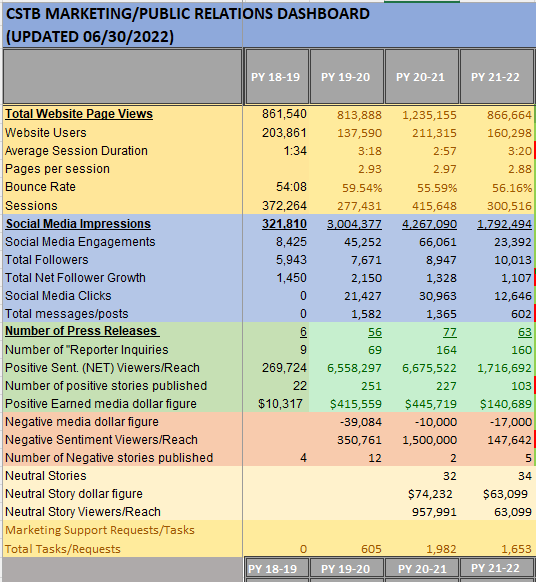 CSTB MARKETING/PUBLIC RELATIONS DASHBOARD
(UPDATED 06/30/2022)
PY 18-19 PY 19-20 PY 20-21 PY 21-22
Total Website Page Views 861,540 813,888 1,235,155 866,664
Website Users 203,861 137,590 211,315 160,298
Average Session Duration 1:34 3:18 2:57 3:20
Pages per session 2.93 2.97 2.88
Bounce Rate 54:08 59.54% 55.59% 56.16%
Sessions 372,264 277,431 415,648 300,516
Social Media Impressions 321,810 3,004,377 4,267,090 1,792,494
Social Media Engagements 8,425 45,252 66,061 23,392
Total Followers 5,943 7,671 8,947 10,013
Total Net Follower Growth 1,450 2,150 1,328 1,107
Social Media Clicks 0 21,427 30,963 12,646
Total messages/posts 0 1,582 1,365 602
Number of Press Releases 6 56 77 63
Number of "Reporter Inquiries 9 69 164 160
Positive Sent. (NET) Viewers/Reach 269,724 6,558,297 6,675,522 1,716,692
Number of positive stories published 22 251 227 103
Positive Earned media dollar figure $10,317 $415,559 $445,719 $140,689
Negative media dollar figure -39,084 -10,000 -17,000
Negative Sentiment Viewers/Reach 350,761 1,500,000 147,642
Number of Negative stories published 4 12 2 5
Neutral Stories 32 34
Neutral Story dollar figure $74,232 $63,099
Neutral Story Viewers/Reach 957,991 63,099
Marketing Support Requests/Tasks
Total Tasks/Requests 0 605 1,982 1,653
PY 18-19 PY 19-20 PY 20-21 PY 21-22